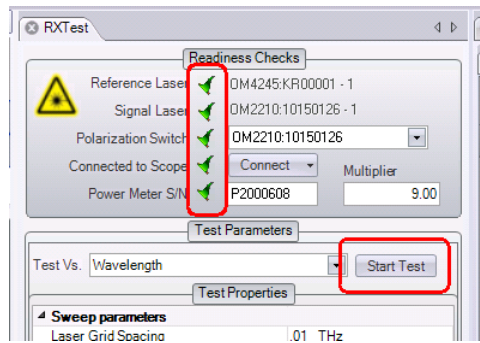 RXTest
Readiness Checks
Reference Laser OM4245:KR00001 - 1
Signal Laser OM2210:10150126 - 1
Polarization Switch OM2210:10150126
Connected to Scope Connect Multiplier
Power Meter S/N P2000608 9.00
Test Parameters
Test Vs. Wavelength Start Test
Test Properties
Sweep parameters
Laser Grid Spacing .01 THz